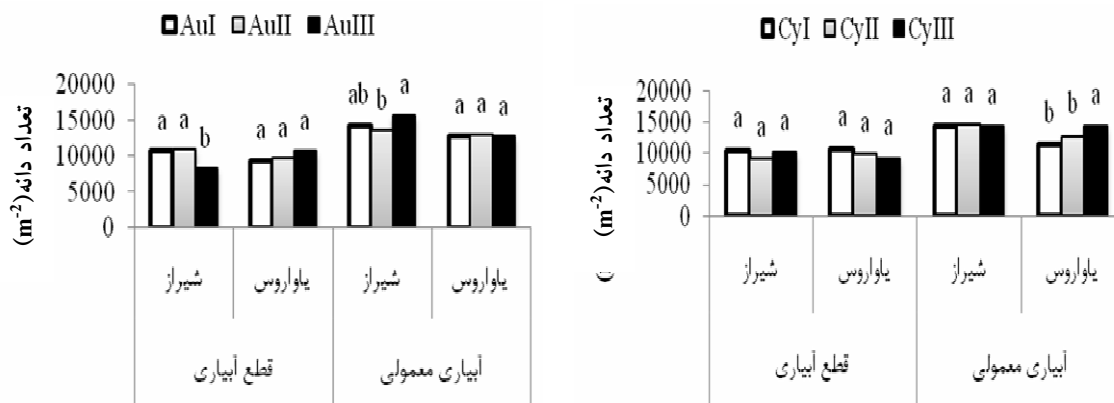 AuI AuII AuIII
تعداد دانه(m⁻²)
20000
15000
10000
5000
0
a a b a a a ab b a a a a
شیراز یاواروس شیراز یاواروس
قطع آبیاری آبیاری معمولی
CyI CyII CyIII
تعداد دانه (m⁻²)
20000
15000
10000
5000
0
a a a a a a a a a b b a
شیراز یاواروس شیراز یاواروس
قطع آبیاری آبیاری معمولی